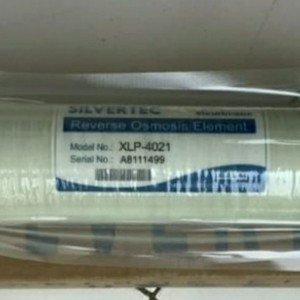 SILVERTEC
Reverse Osmosis Element
Model No.: XLP-4021
Serial No.: A8111499